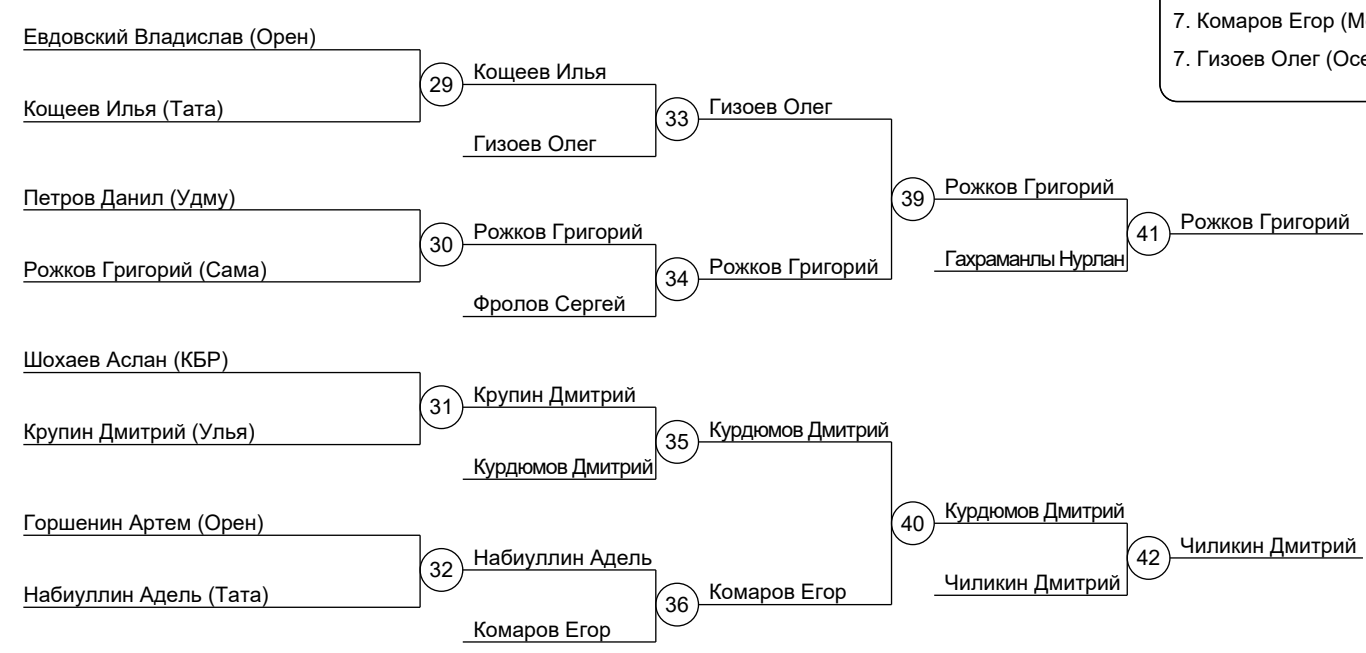 7. Комаров Егор
7. Гизоев Олег
Евдовский Владислав (Орен)
29
Кощеев Илья
Кощеев Илья (Тата)
33
Гизоев Олег
Гизоев Олег
Петров Данил (Удму)
39
Рожков Григорий
30
Рожков Григорий
41
Рожков Григорий
Рожков Григорий (Сама)
34
Рожков Григорий
Гахраманлы Нурлан
Фролов Сергей
Шохаев Аслан (КБР)
31
Крупин Дмитрий
Крупин Дмитрий (Улья)
35
Курдюмов Дмитрий
Курдюмов Дмитрий
Горшенин Артем (Орен)
40
Курдюмов Дмитрий
32
Набиуллин Адель
42
Чиликин Дмитрий
Набиуллин Адель (Тата)
36
Комаров Егор
Чиликин Дмитрий
Комаров Егор